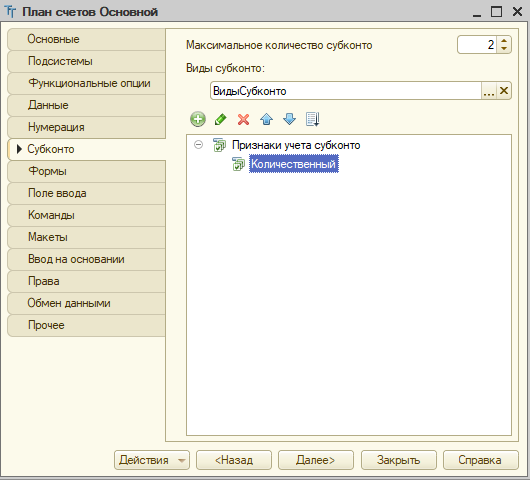 План счетов Основной
Основные
Подсистемы
Функциональные опции
Данные
Нумерация
Субконто
Формы
Поле ввода
Команды
Макеты
Ввод на основании
Права
Обмен данными
Прочее
Максимальное количество субконто
2
Виды субконто:
ВидыСубконто
...
Признаки учета субконто
Количественный
Действия
<Назад
Далее>
Закрыть
Справка